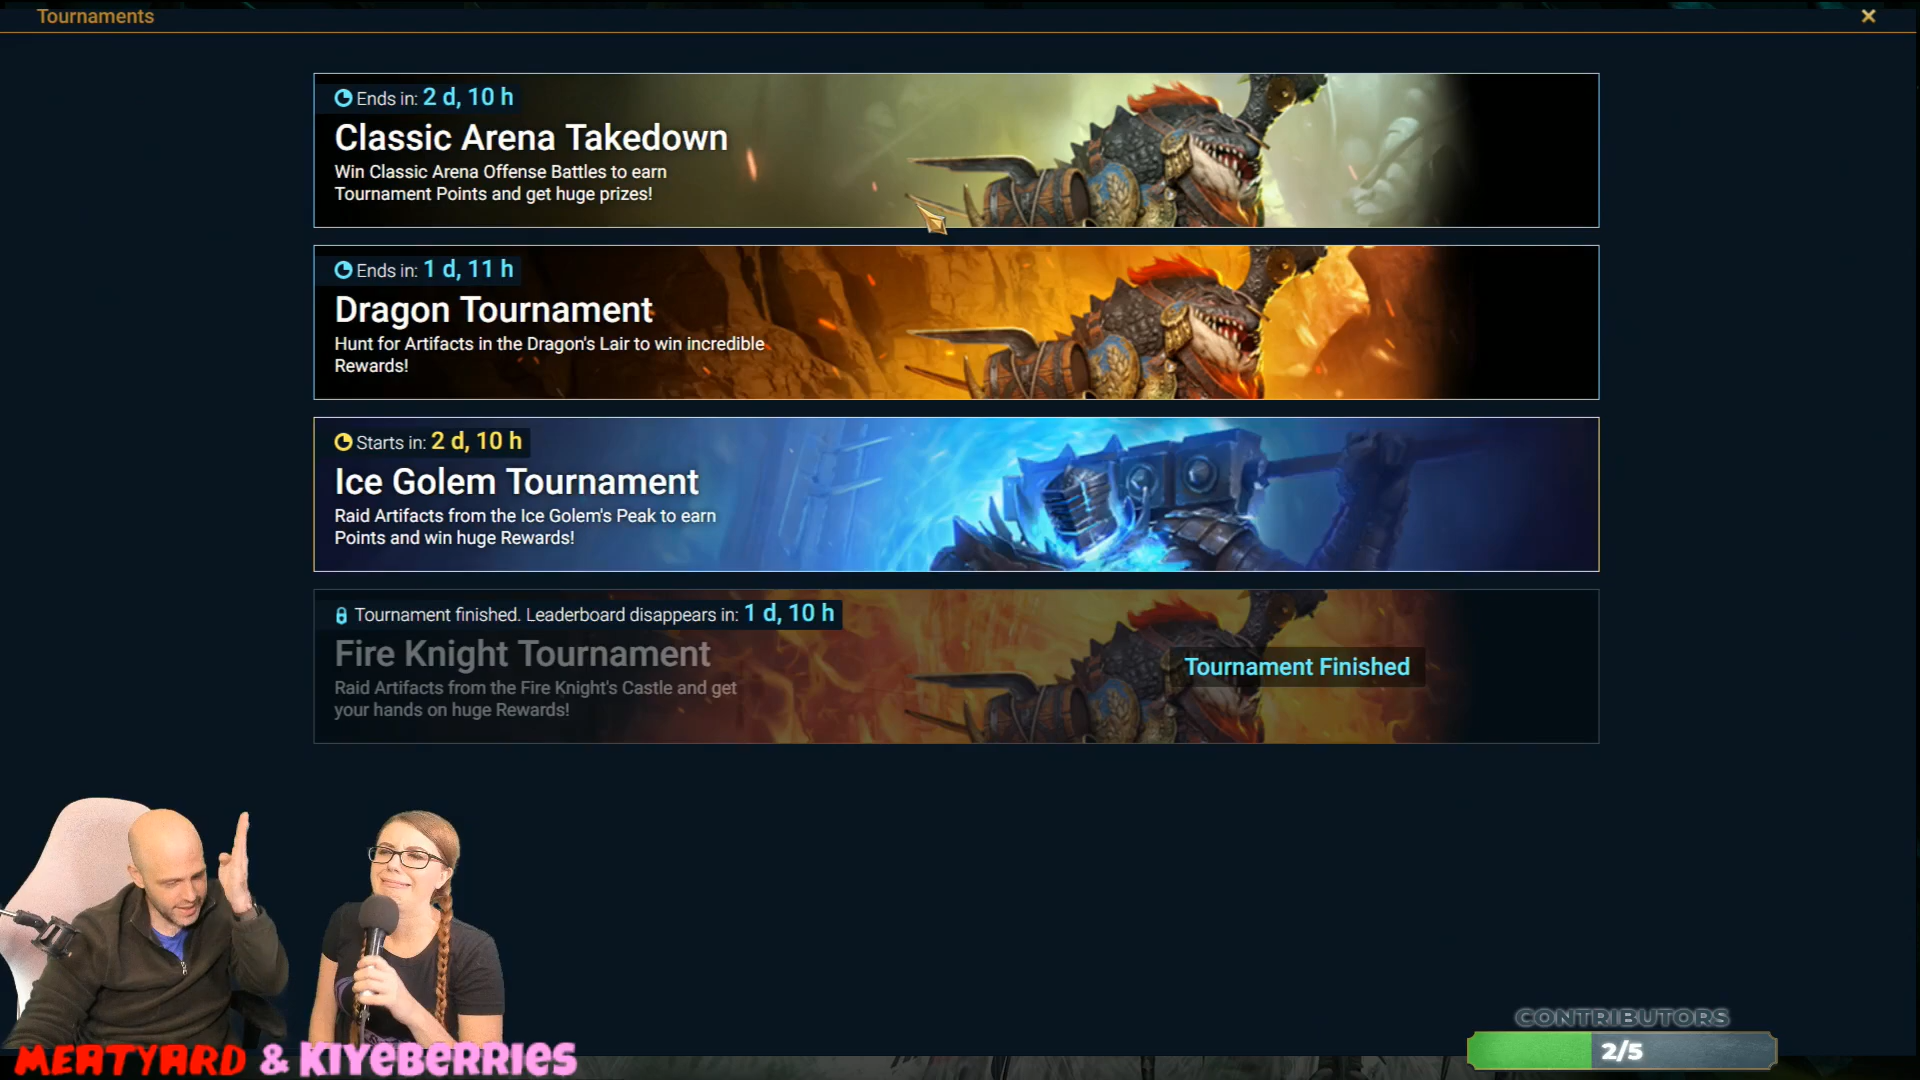 Tournaments
Ends in: 2 d, 10 h
Classic Arena Takedown
Win Classic Arena Offense Battles to earn
Tournament Points and get huge prizes!
Ends in: 1 d, 11 h
Dragon Tournament
Hunt for Artifacts in the Dragon's Lair to win incredible
Rewards!
Starts in: 2 d, 10 h
Ice Golem Tournament
Raid Artifacts from the Ice Golem's Peak to earn
Points and win huge Rewards!
Tournament finished. Leaderboard disappears in: 1 d, 10 h
Fire Knight Tournament
Raid Artifacts from the Fire Knight's Castle and get
your hands on huge Rewards!
Tournament Finished
MEATYARD & KIYEBERRIES
CONTRIBUTORS
2/5